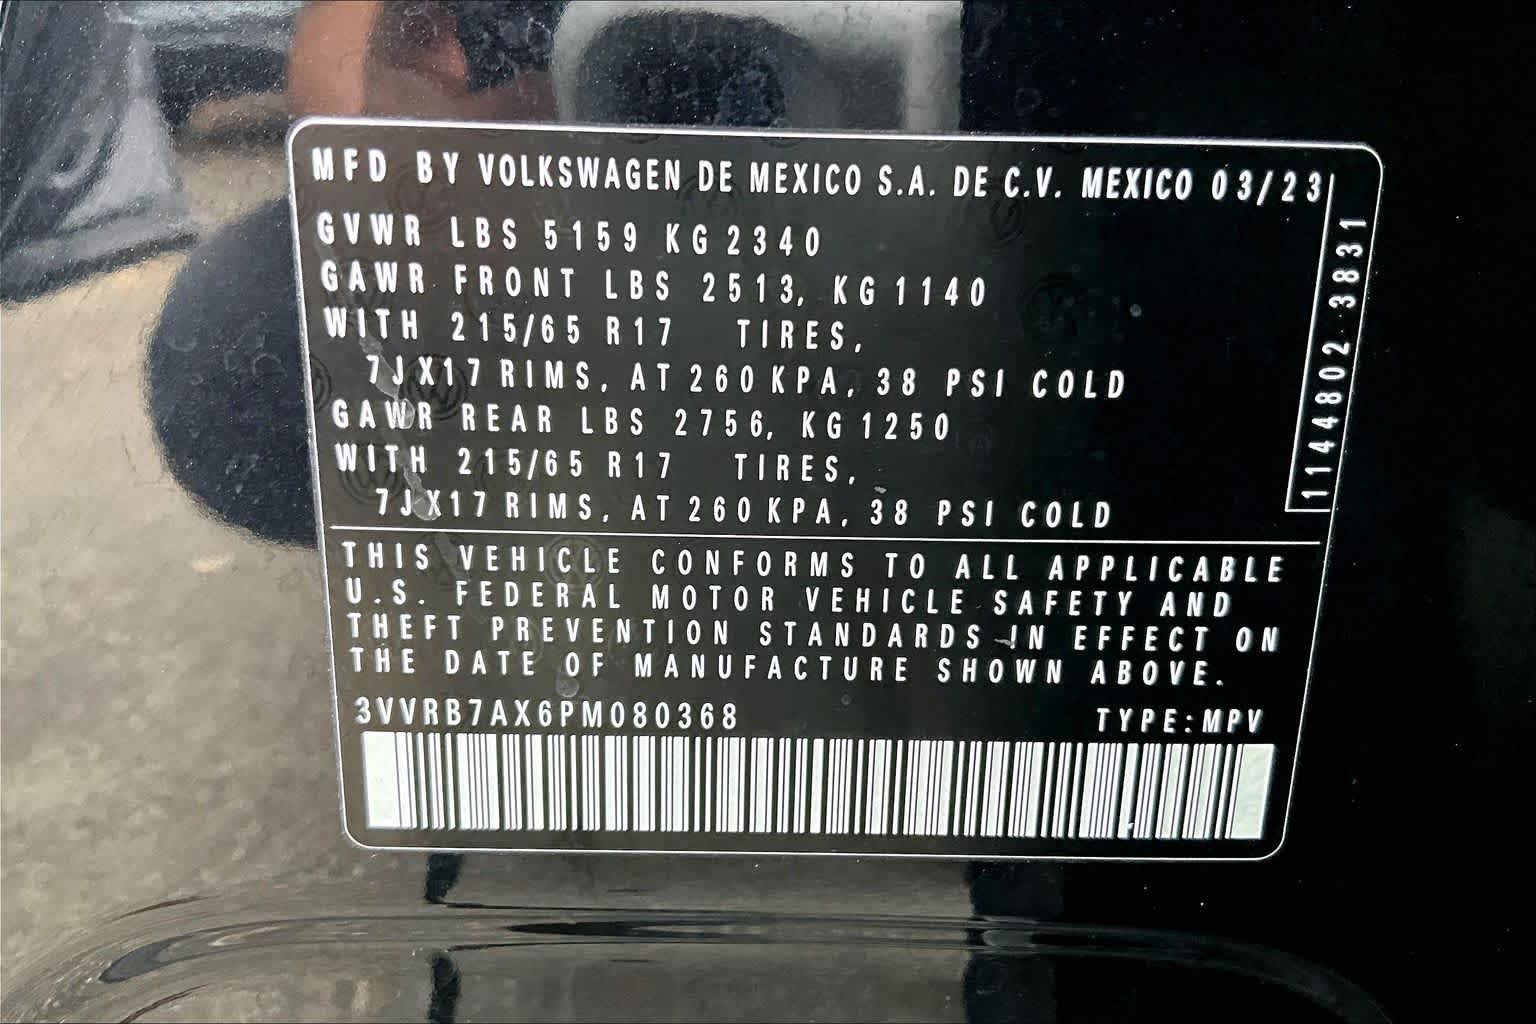 MFD BY VOLKSWAGEN DE MEXICO S.A. DE C.V. MEXICO 03/23
GVWR LBS 5159 KG 2340
GAWR FRONT LBS 2513, KG 1140
WITH 215/65 R17 TIRES,
7JX17 RIMS, AT 260 KPA, 38 PSI COLD
GAWR REAR LBS 2756, KG 1250
WITH 215/65 R17 TIRES,
7JX17 RIMS, AT 260 KPA, 38 PSI COLD
1144802 3831
THIS VEHICLE CONFORMS TO ALL APPLICABLE
U.S. FEDERAL MOTOR VEHICLE SAFETY AND
THEFT PREVENTION STANDARDS IN EFFECT ON
THE DATE OF MANUFACTURE SHOWN ABOVE.
3VVRB7AX6PM080368 TYPE:MPV